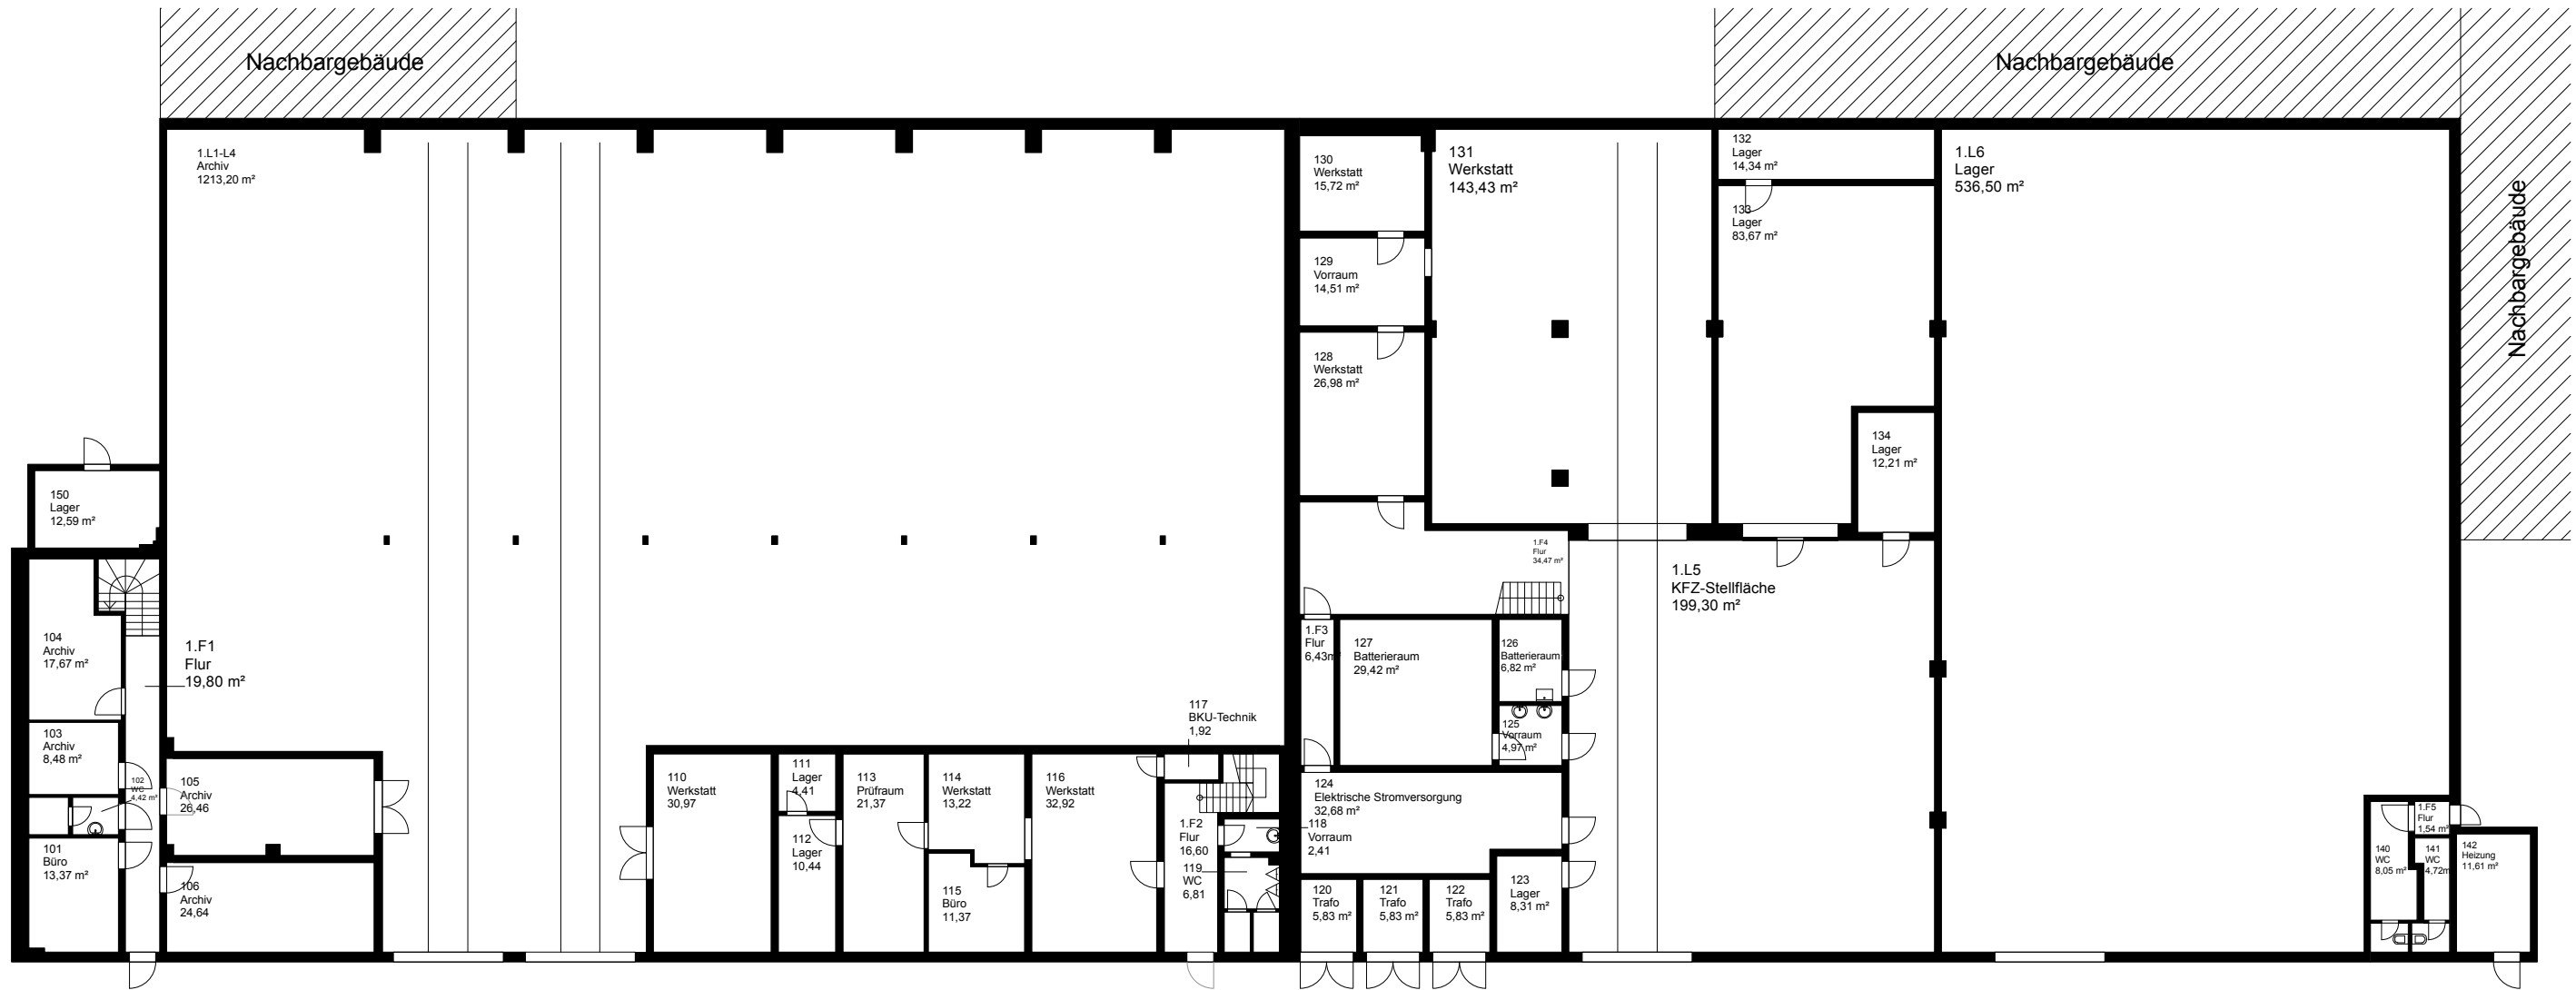 Nachbargebäude
Nachbargebäude
Nachbargebäude
1.L1-L4
Archiv
1213,20 m²
130
Werkstatt
15,72 m²
131
Werkstatt
143,43 m²
132
Lager
14,34 m²
1.L6
Lager
536,50 m²
133
Lager
83,67 m²
129
Vorraum
14,51 m²
128
Werkstatt
26,98 m²
134
Lager
12,21 m²
150
Lager
12,59 m²
1.F4
Flur
34,47 m²
1.L5
KFZ-Stellfläche
199,30 m²
104
Archiv
17,67 m²
1.F1
Flur
19,80 m²
1.F3
Flur
6,43m²
127
Batterieraum
29,42 m²
126
Batterieraum
6,82 m²
117
BKU-Technik
1,92
125
Vorraum
4,97 m²
103
Archiv
8,48 m²
102
WC
4,42 m²
105
Archiv
26,46
110
Werkstatt
30,97
111
Lager
4,41
113
Prüfraum
21,37
114
Werkstatt
13,22
116
Werkstatt
32,92
124
Elektrische Stromversorgung
32,68 m²
1.F2
Flur
16,60
118
Vorraum
2,41
1.F5
Flur
1,54 m²
101
Büro
13,37 m²
112
Lager
10,44
119
WC
6,81
140
WC
8,05 m²
141
WC
4,72m
142
Heizung
11,61 m²
106
Archiv
24,64
115
Büro
11,37
120
Trafo
5,83 m²
121
Trafo
5,83 m²
122
Trafo
5,83 m²
123
Lager
8,31 m²